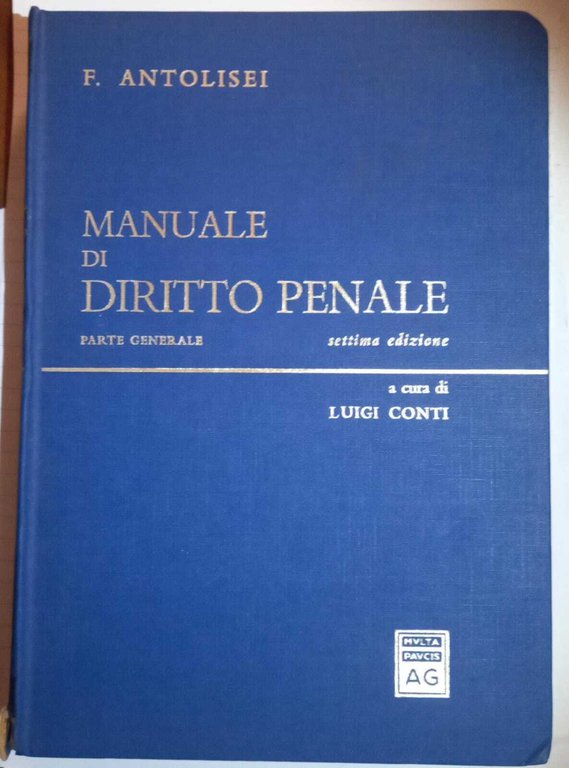 F. ANTOLISEI
MANUALE
DI
DIRITTO PENALE
PARTE GENERALE settima edizione
a cura di
LUIGI CONTI
MVLTA
PAVCIS
AG